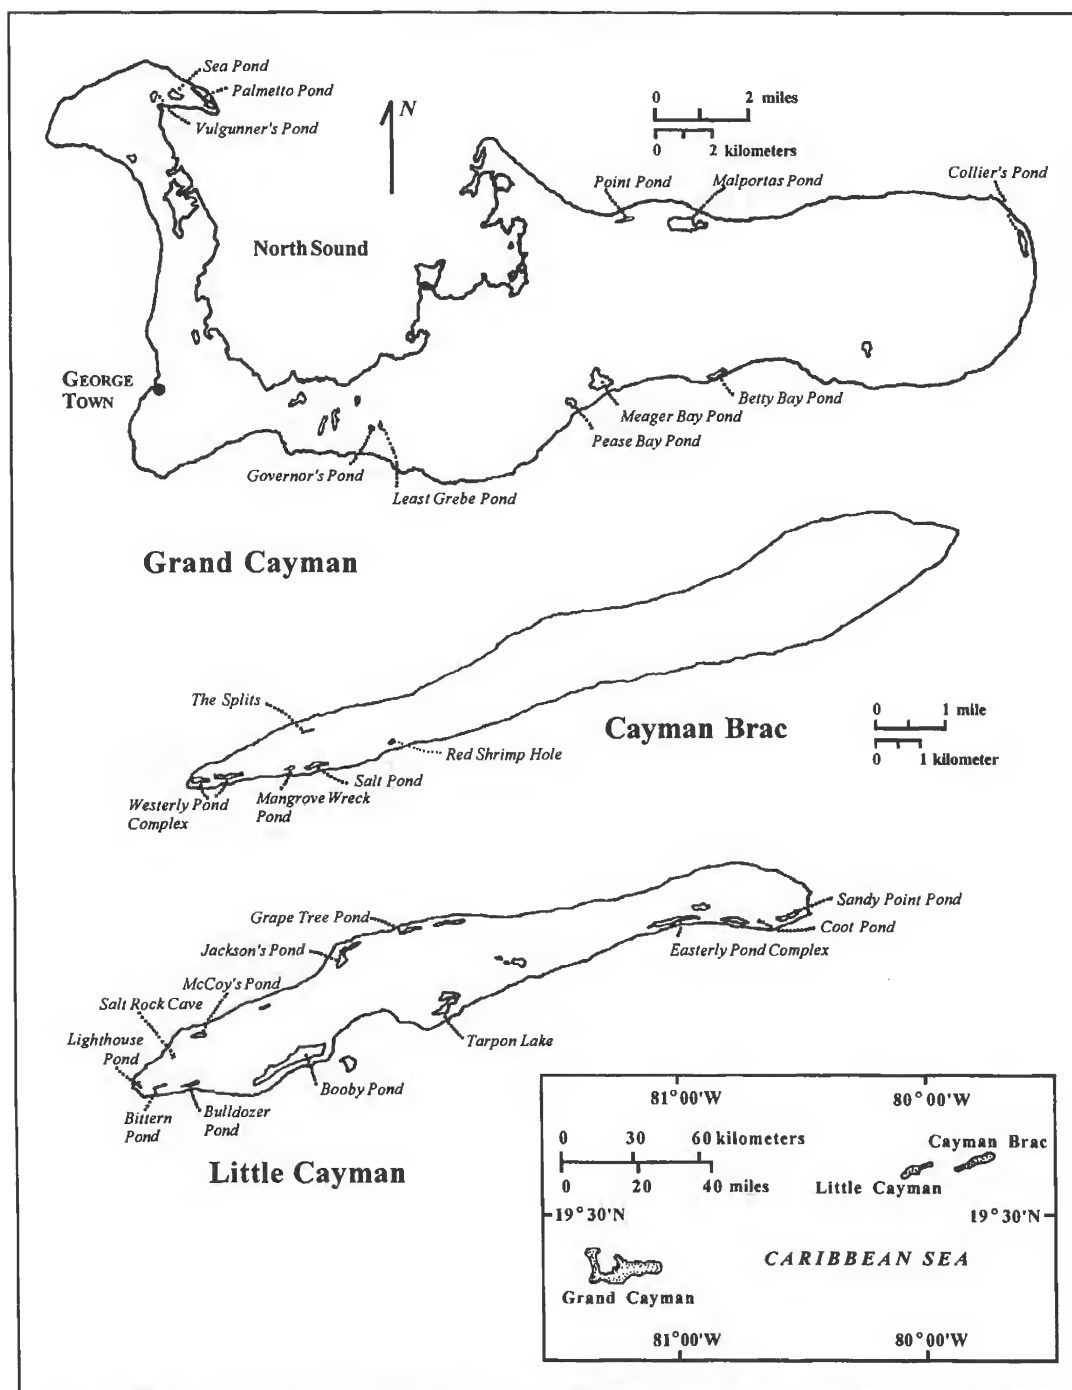 Sea Pond
Palmetto Pond
Vulgunner's Pond
N
0 2 miles
0 2 kilometers
Point Pond
Malportas Pond
Collier's Pond
North Sound
GEORGE
TOWN
Betty Bay Pond
Meager Bay Pond
Pease Bay Pond
Governor's Pond
Least Grebe Pond
Grand Cayman
The Splits
Cayman Brac
0 1 mile
0 1 kilometer
Red Shrimp Hole
Salt Pond
Mangrove Wreck
Pond
Westerly Pond
Complex
Sandy Point Pond
Coot Pond
Easterly Pond Complex
Grape Tree Pond
Jackson's Pond
McCoy's Pond
Salt Rock Cave
Lighthouse
Pond
Tarpon Lake
Booby Pond
Bulldozer
Pond
Bittern
Pond
Little Cayman
81°00'W 80°00'W
0 30 60 kilometers
0 20 40 miles
Cayman Brac
Little Cayman
19°30'N 19°30'N
CARIBBEAN SEA
Grand Cayman
81°00'W 80°00'W